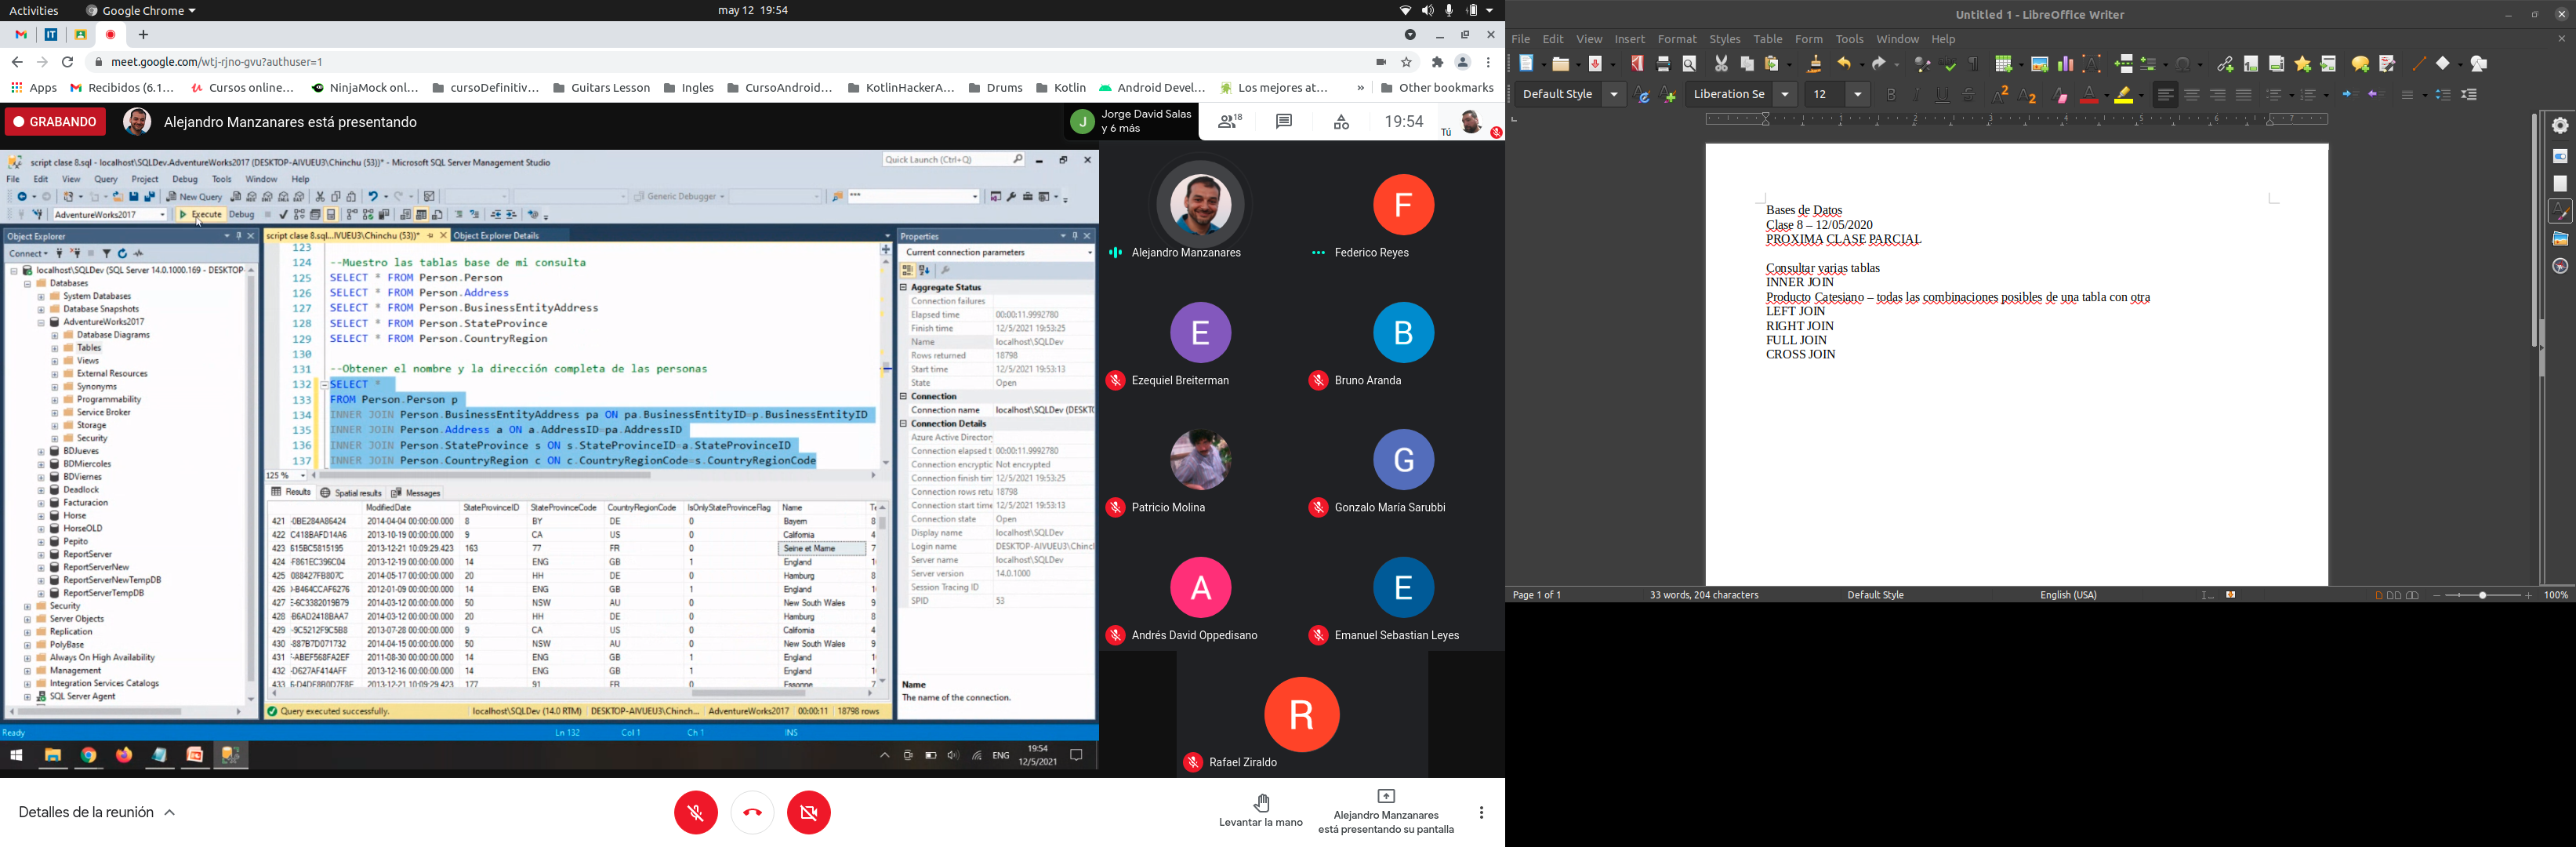 Activities
Google Chrome
may 12 19:54
meet.google.com/wtj-rjno-gvu?authuser=1
Apps
Recibidos (6.1...
Cursos online...
NinjaMock onl...
cursoDefinitiv...
Guitars Lesson
Ingles
CursoAndroid...
KotlinHackerA...
Drums
Kotlin
Android Devel...
Los mejores at...
»
Other bookmarks
GRABANDO
Alejandro Manzanares está presentando
Jorge David Salas
y 6 más
18
19:54
Tú
script clase 8.sql - localhost\SQLDev.AdventureWorks2017 (DESKTOP-AIVUEU3\Chinchu (53))* - Microsoft SQL Server Management Studio
Quick Launch (Ctrl+Q)
File Edit View Query Project Debug Tools Window Help
New Query
Generic Debugger
AdventureWorks2017
Execute
Debug
Object Explorer
Connect
localhost\SQLDev (SQL Server 14.0.1000.169 - DESKTOP-
Databases
System Databases
Database Snapshots
AdventureWorks2017
Database Diagrams
Tables
Views
External Resources
Synonyms
Programmability
Service Broker
Storage
Security
BDJueves
BDMiercoles
BDViernes
Deadlock
Facturacion
Horse
HorseOLD
Pepito
ReportServer
ReportServerNew
ReportServerNewTempDB
ReportServerTempDB
Security
Server Objects
Replication
PolyBase
Always On High Availability
Management
Integration Services Catalogs
SQL Server Agent
script clase 8.sql...IVUEU3\Chinchu (53))*
Object Explorer Details
123
124 --Muestro las tablas base de mi consulta
125 SELECT * FROM Person.Person
126 SELECT * FROM Person.Address
127 SELECT * FROM Person.BusinessEntityAddress
128 SELECT * FROM Person.StateProvince
129 SELECT * FROM Person.CountryRegion
130
131 --Obtener el nombre y la dirección completa de las personas
132 SELECT *
133 FROM Person.Person p
134 INNER JOIN Person.BusinessEntityAddress pa ON pa.BusinessEntityID=p.BusinessEntityID
135 INNER JOIN Person.Address a ON a.AddressID=pa.AddressID
136 INNER JOIN Person.StateProvince s ON s.StateProvinceID=a.StateProvinceID
137 INNER JOIN Person.CountryRegion c ON c.CountryRegionCode=s.CountryRegionCode
125 %
Results
Spatial results
Messages
ModifiedDate StateProvinceID StateProvinceCode CountryRegionCode IsOnlyStateProvinceFlag Name
421 -0BE284A86424 2014-04-04 00:00:00.000 8 BY DE 0 Bayern 8
422 C418BAFD14A6 2013-10-19 00:00:00.000 9 CA US 0 California 4
423 615BC5815195 2013-12-21 10:09:29.423 163 77 FR 0 Seine et Marne 7
424 -F861EC396C04 2013-12-19 00:00:00.000 14 ENG GB 1 England
425 088427FB807C 2014-05-17 00:00:00.000 20 HH DE 0 Hamburg 8
426 -B464CCAF6276 2012-01-09 00:00:00.000 14 ENG GB 1 England
427 E-6C3382019B79 2014-03-12 00:00:00.000 50 NSW AU 0 New South Wales 9
428 -B6AD2418BAA7 2014-03-12 00:00:00.000 20 HH DE 0 Hamburg 8
429 -9C5212F9C5B8 2013-07-28 00:00:00.000 9 CA US 0 California 4
430 -887B7D071732 2014-04-15 00:00:00.000 50 NSW AU 0 New South Wales 9
431 -ABEF568FA2EF 2011-08-30 00:00:00.000 14 ENG GB 1 England
432 -D627AF414AFF 2011-12-16 00:00:00.000 14 ENG GB 1 England
433 2013-12-21 10:09:29.423 177 91 FR 0 Essonne 7
Query executed successfully.
localhost\SQLDev (14.0 RTM)
DESKTOP-AIVUEU3\Chinch...
AdventureWorks2017
00:00:11
18798 rows
Properties
Current connection parameters
Aggregate Status
Connection failures
Elapsed time 00:00:11.9992780
Finish time 12/5/2021 19:53:25
Name localhost\SQLDev
Rows returned 18798
Start time 12/5/2021 19:53:13
State Open
Connection
Connection name localhost\SQLDev (DESKTO
Connection Details
Azure Active Director
Connection elapsed t 00:00:11.9992780
Connection encryptic Not encrypted
Connection finish tim 12/5/2021 19:53:25
Connection rows retu 18798
Connection start time 12/5/2021 19:53:13
Connection state Open
Display name localhost\SQLDev
Login name DESKTOP-AIVUEU3\Chincl
Server name localhost\SQLDev
Server version 14.0.1000
Session Tracing ID
SPID 53
Name
The name of the connection.
Ready
Ln 132
Col 1
Ch 1
INS
ENG
19:54
12/5/2021
F
Alejandro Manzanares
Federico Reyes
E
B
Ezequiel Breiterman
Bruno Aranda
G
Patricio Molina
Gonzalo María Sarubbi
A
E
Andrés David Oppedisano
Emanuel Sebastian Leyes
R
Rafael Ziraldo
Detalles de la reunión
Levantar la mano
Alejandro Manzanares
está presentando su pantalla
Untitled 1 - LibreOffice Writer
File Edit View Insert Format Styles Table Form Tools Window Help
Default Style
Liberation Se
12
Bases de Datos
Clase 8 – 12/05/2020
PROXIMA CLASE PARCIAL
Consultar varias tablas
INNER JOIN
Producto Catesiano – todas las combinaciones posibles de una tabla con otra
LEFT JOIN
RIGHT JOIN
FULL JOIN
CROSS JOIN
Page 1 of 1
33 words, 204 characters
Default Style
English (USA)
100%